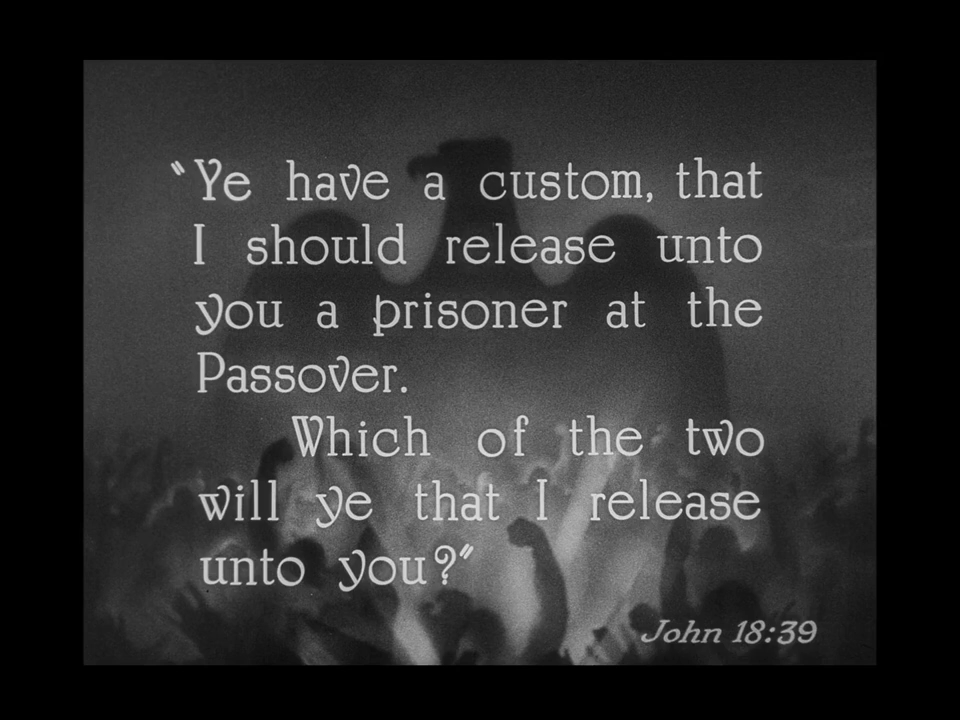 "Ye have a custom, that
I should release unto
you a prisoner at the
Passover.
Which of the two
will ye that I release
unto you?"
John 18:39